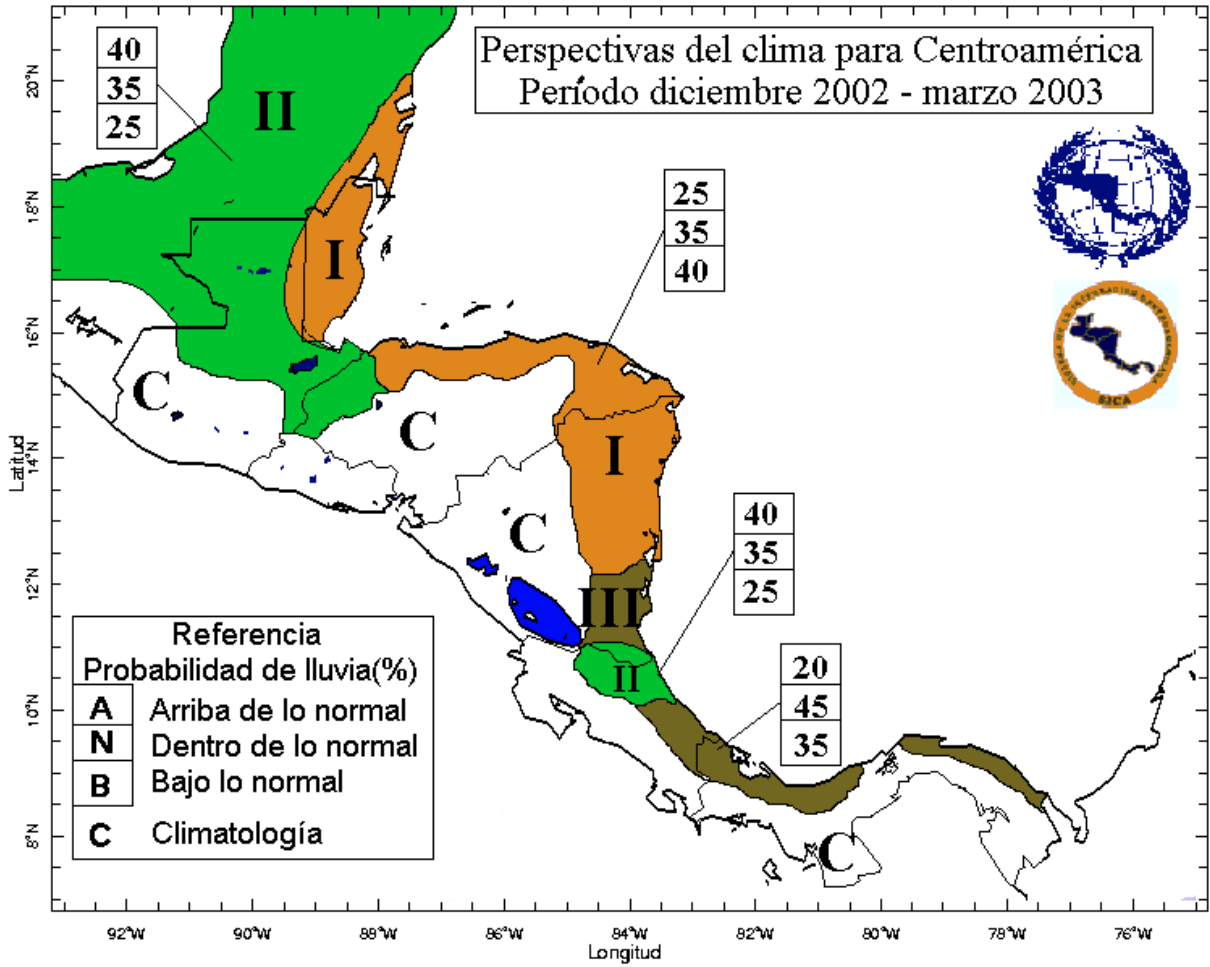 Perspectivas del clima para Centroamérica
Período diciembre 2002 - marzo 2003
40
35
25
II
I
25
35
40
I
C
C
C
40
35
25
III
II
20
45
35
C
Referencia
Probabilidad de lluvia(%)
A Arriba de lo normal
N Dentro de lo normal
B Bajo lo normal
C Climatología
SICA
Latitud
20°N
18°N
16°N
14°N
12°N
10°N
8°N
92°W 90°W 88°W 86°W 84°W 82°W 80°W 78°W 76°W
Longitud